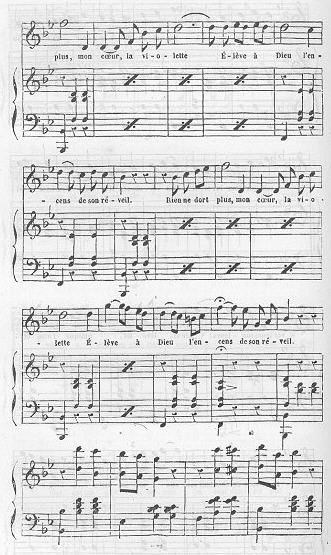 plus, mon cœur, la vi - o - lette É - lève à Dieu l'en -
- cens de son ré - veil. Rien ne dort plus, mon cœur, la vi - o -
- lette É - lève à Dieu l'en - cens de son ré - veil.